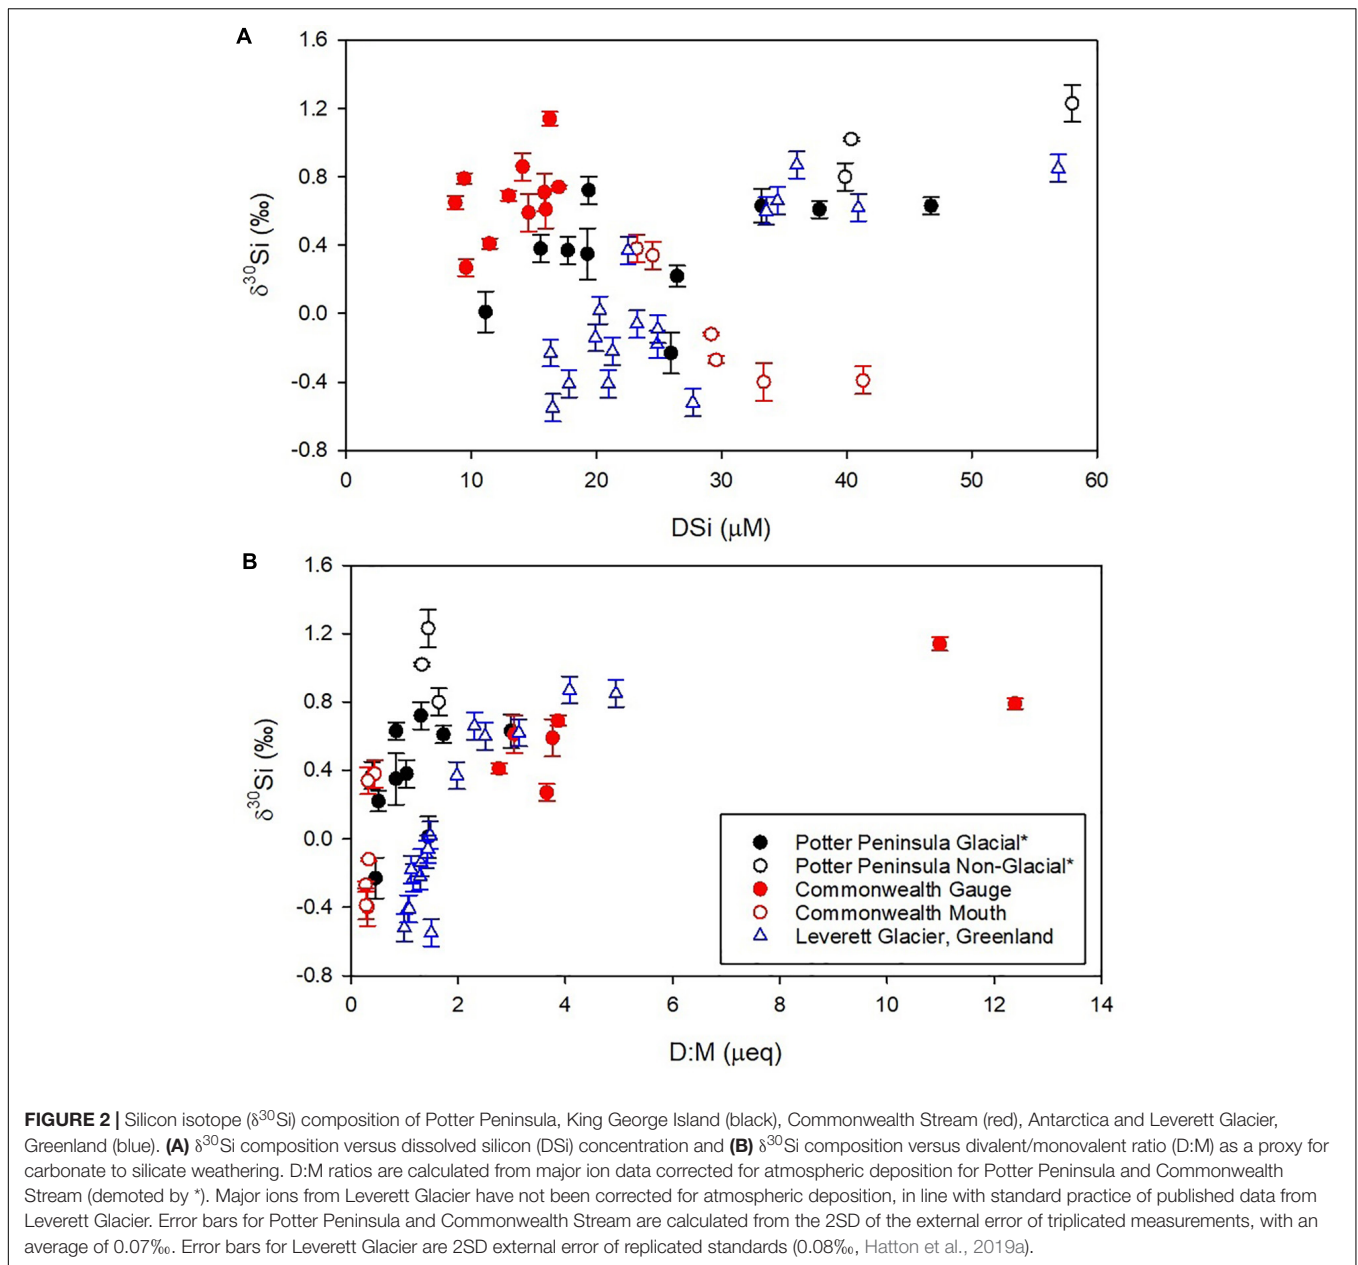 A
1.6
1.2
0.8
0.4
0.0
-0.4
-0.8
δ³⁰Si (‰)
0 10 20 30 40 50 60
DSi (μM)
B
1.6
1.2
0.8
0.4
0.0
-0.4
-0.8
δ³⁰Si (‰)
Potter Peninsula Glacial*
Potter Peninsula Non-Glacial*
Commonwealth Gauge
Commonwealth Mouth
Leverett Glacier, Greenland
0 2 4 6 8 10 12 14
D:M (μeq)
FIGURE 2 | Silicon isotope (δ³⁰Si) composition of Potter Peninsula, King George Island (black), Commonwealth Stream (red), Antarctica and Leverett Glacier,
Greenland (blue). (A) δ³⁰Si composition versus dissolved silicon (DSi) concentration and (B) δ³⁰Si composition versus divalent/monovalent ratio (D:M) as a proxy for
carbonate to silicate weathering. D:M ratios are calculated from major ion data corrected for atmospheric deposition for Potter Peninsula and Commonwealth
Stream (demoted by *). Major ions from Leverett Glacier have not been corrected for atmospheric deposition, in line with standard practice of published data from
Leverett Glacier. Error bars for Potter Peninsula and Commonwealth Stream are calculated from the 2SD of the external error of triplicated measurements, with an
average of 0.07‰. Error bars for Leverett Glacier are 2SD external error of replicated standards (0.08‰, Hatton et al., 2019a).